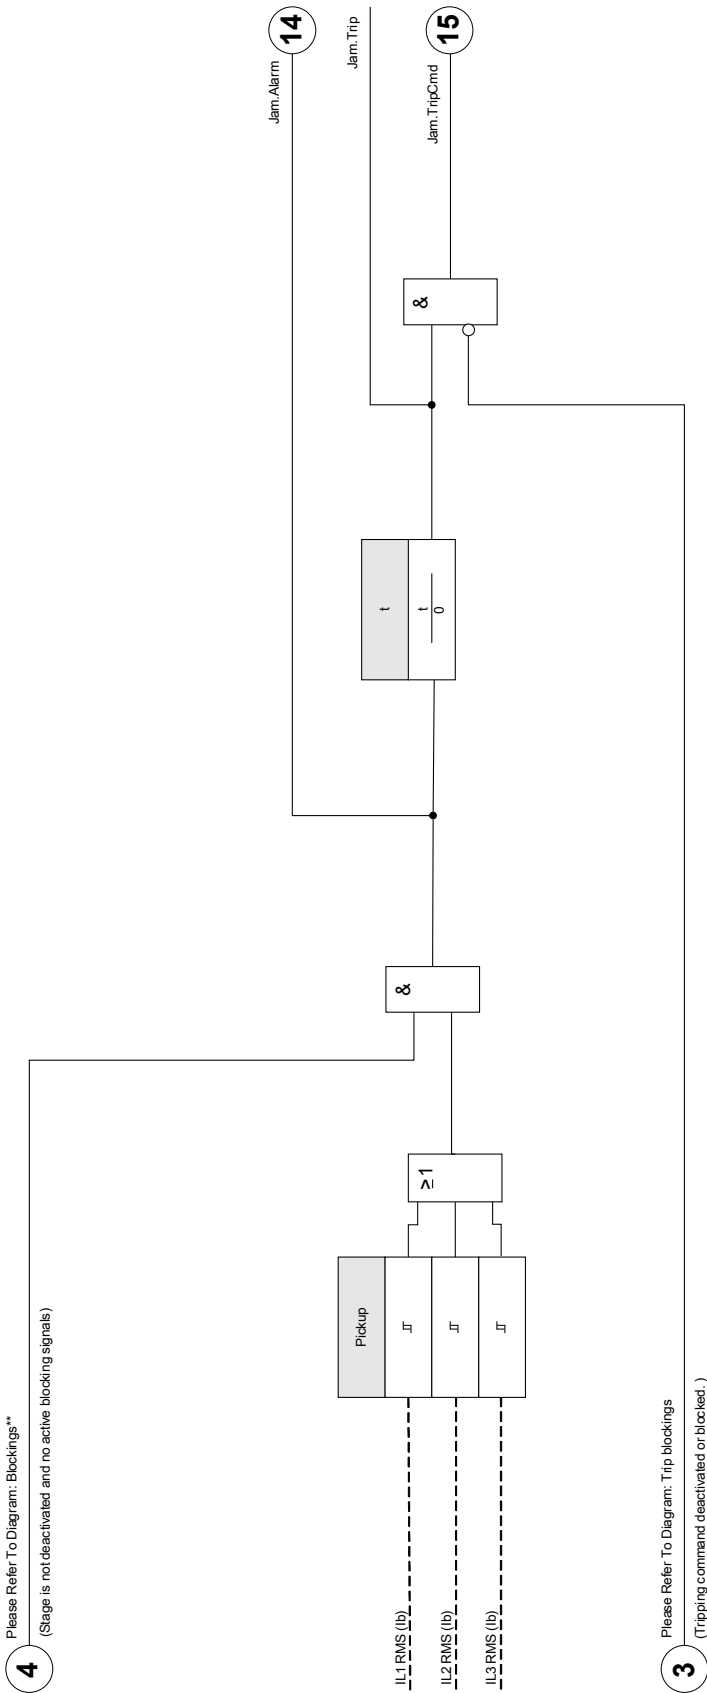 4
Please Refer To Diagram: Blockings**
(Stage is not deactivated and no active blocking signals)
Jam.Alarm
14
Pickup
IL1 RMS (Ib)
IL2 RMS (Ib)
IL3 RMS (Ib)
≥1
&
t
t
0
Jam.Trip
&
Jam.TripCmd
15
3
Please Refer To Diagram: Trip blockings
(Tripping command deactivated or blocked. )